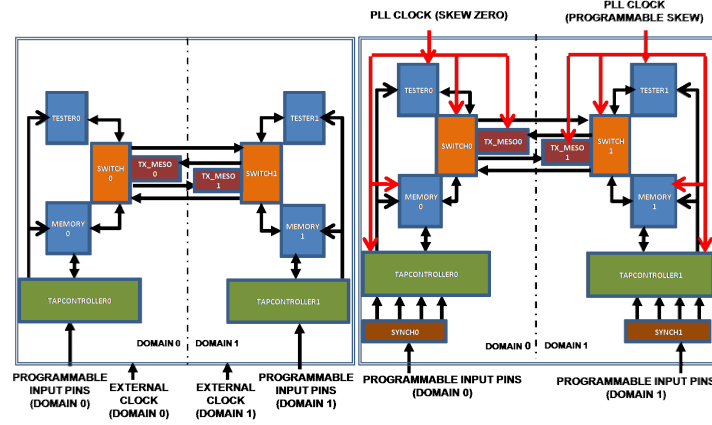 PLL CLOCK (SKEW ZERO)
PLL CLOCK
(PROGRAMMABLE SKEW)
TESTER0
TESTER1
SWITCH
0
TX_MESO
0
TX_MESO
1
SWITCH1
MEMORY
0
MEMORY
1
TAPCONTROLLER0
TAPCONTROLLER1
DOMAIN 0
DOMAIN 1
PROGRAMMABLE
INPUT PINS
(DOMAIN 0)
EXTERNAL
CLOCK
(DOMAIN 0)
EXTERNAL
CLOCK
(DOMAIN 1)
PROGRAMMABLE
INPUT PINS
(DOMAIN 1)
TESTER0
TESTER1
SWITCH0
TX_MESO0
TX_MESO
1
SWITCH
1
MEMORY
0
MEMORY
1
TAPCONTROLLER0
TAPCONTROLLER1
SYNCH0
SYNCH1
DOMAIN 0
DOMAIN 1
PROGRAMMABLE INPUT PINS
(DOMAIN 0)
PROGRAMMABLE INPUT PINS
(DOMAIN 1)